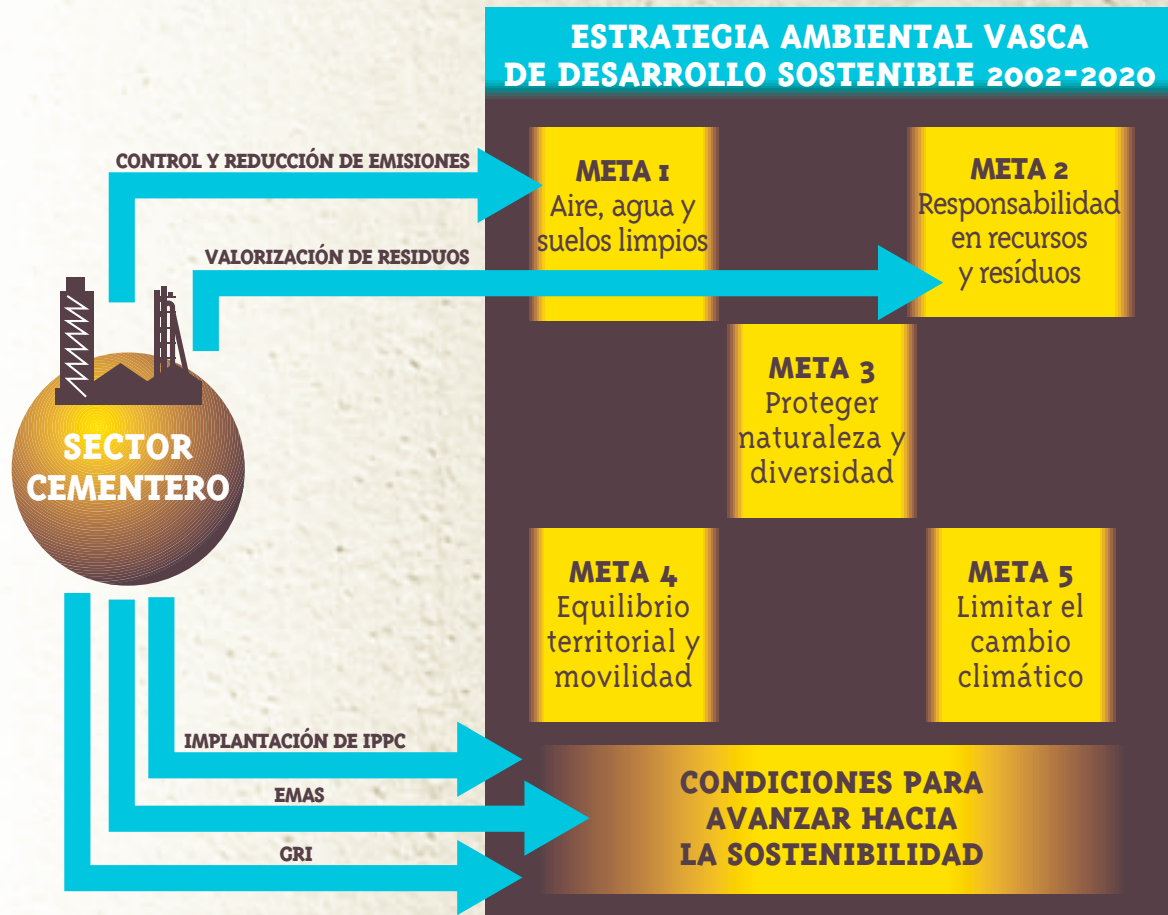 ESTRATEGIA AMBIENTAL VASCA
DE DESARROLLO SOSTENIBLE 2002-2020
CONTROL Y REDUCCIÓN DE EMISIONES
META 1
Aire, agua y
suelos limpios
META 2
Responsabilidad
en recursos
y resíduos
VALORIZACIÓN DE RESIDUOS
META 3
Proteger
naturaleza y
diversidad
SECTOR
CEMENTERO
META 4
Equilibrio
territorial y
movilidad
META 5
Limitar el
cambio
climático
IMPLANTACIÓN DE IPPC
EMAS
GRI
CONDICIONES PARA
AVANZAR HACIA
LA SOSTENIBILIDAD